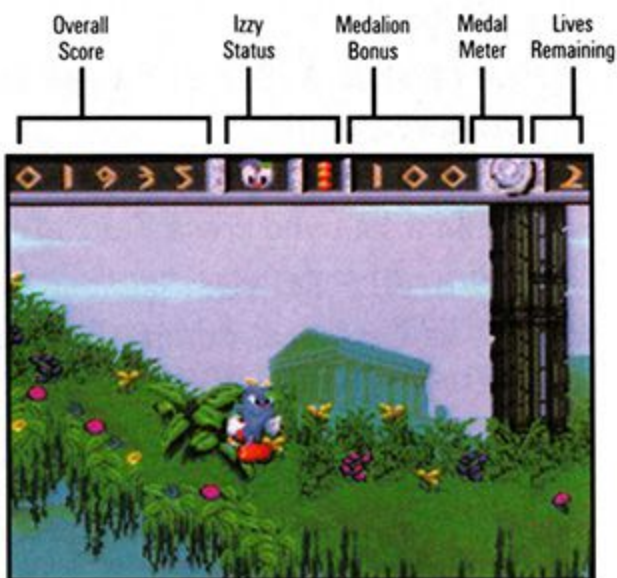 Overall Score
Izzy Status
Medalion Bonus
Medal Meter
Lives Remaining
01935
100
2